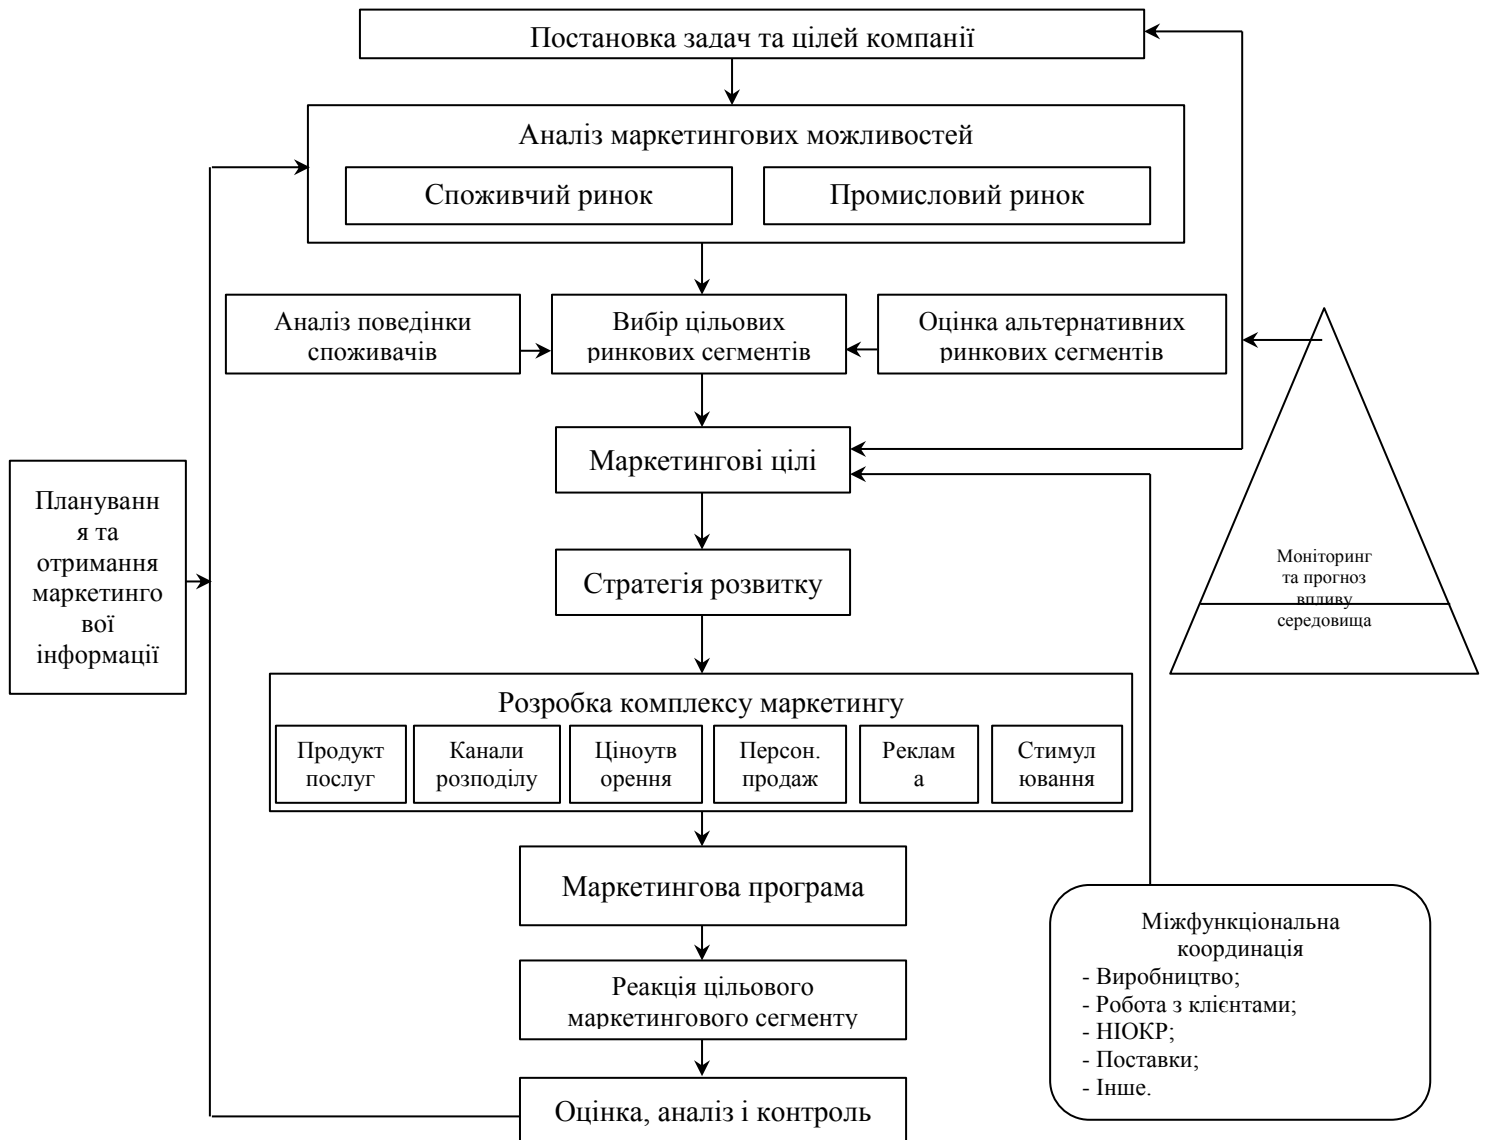 Постановка задач та цілей компанії
Аналіз маркетингових можливостей
Споживчий ринок
Промисловий ринок
Аналіз поведінки
споживачів
Вибір цільових
ринкових сегментів
Оцінка альтернативних
ринкових сегментів
Маркетингові цілі
Плануванн
я та
отримання
маркетинго
вої
інформації
Стратегія розвитку
Моніторинг
та прогноз
впливу
середовища
Розробка комплексу маркетингу
Продукт
послуг
Канали
розподілу
Ціноутв
орення
Персон.
продаж
Реклам
а
Стимул
ювання
Маркетингова програма
Реакція цільового
маркетингового сегменту
Оцінка, аналіз і контроль
Міжфункціональна
координація
- Виробництво;
- Робота з клієнтами;
- НІОКР;
- Поставки;
- Інше.